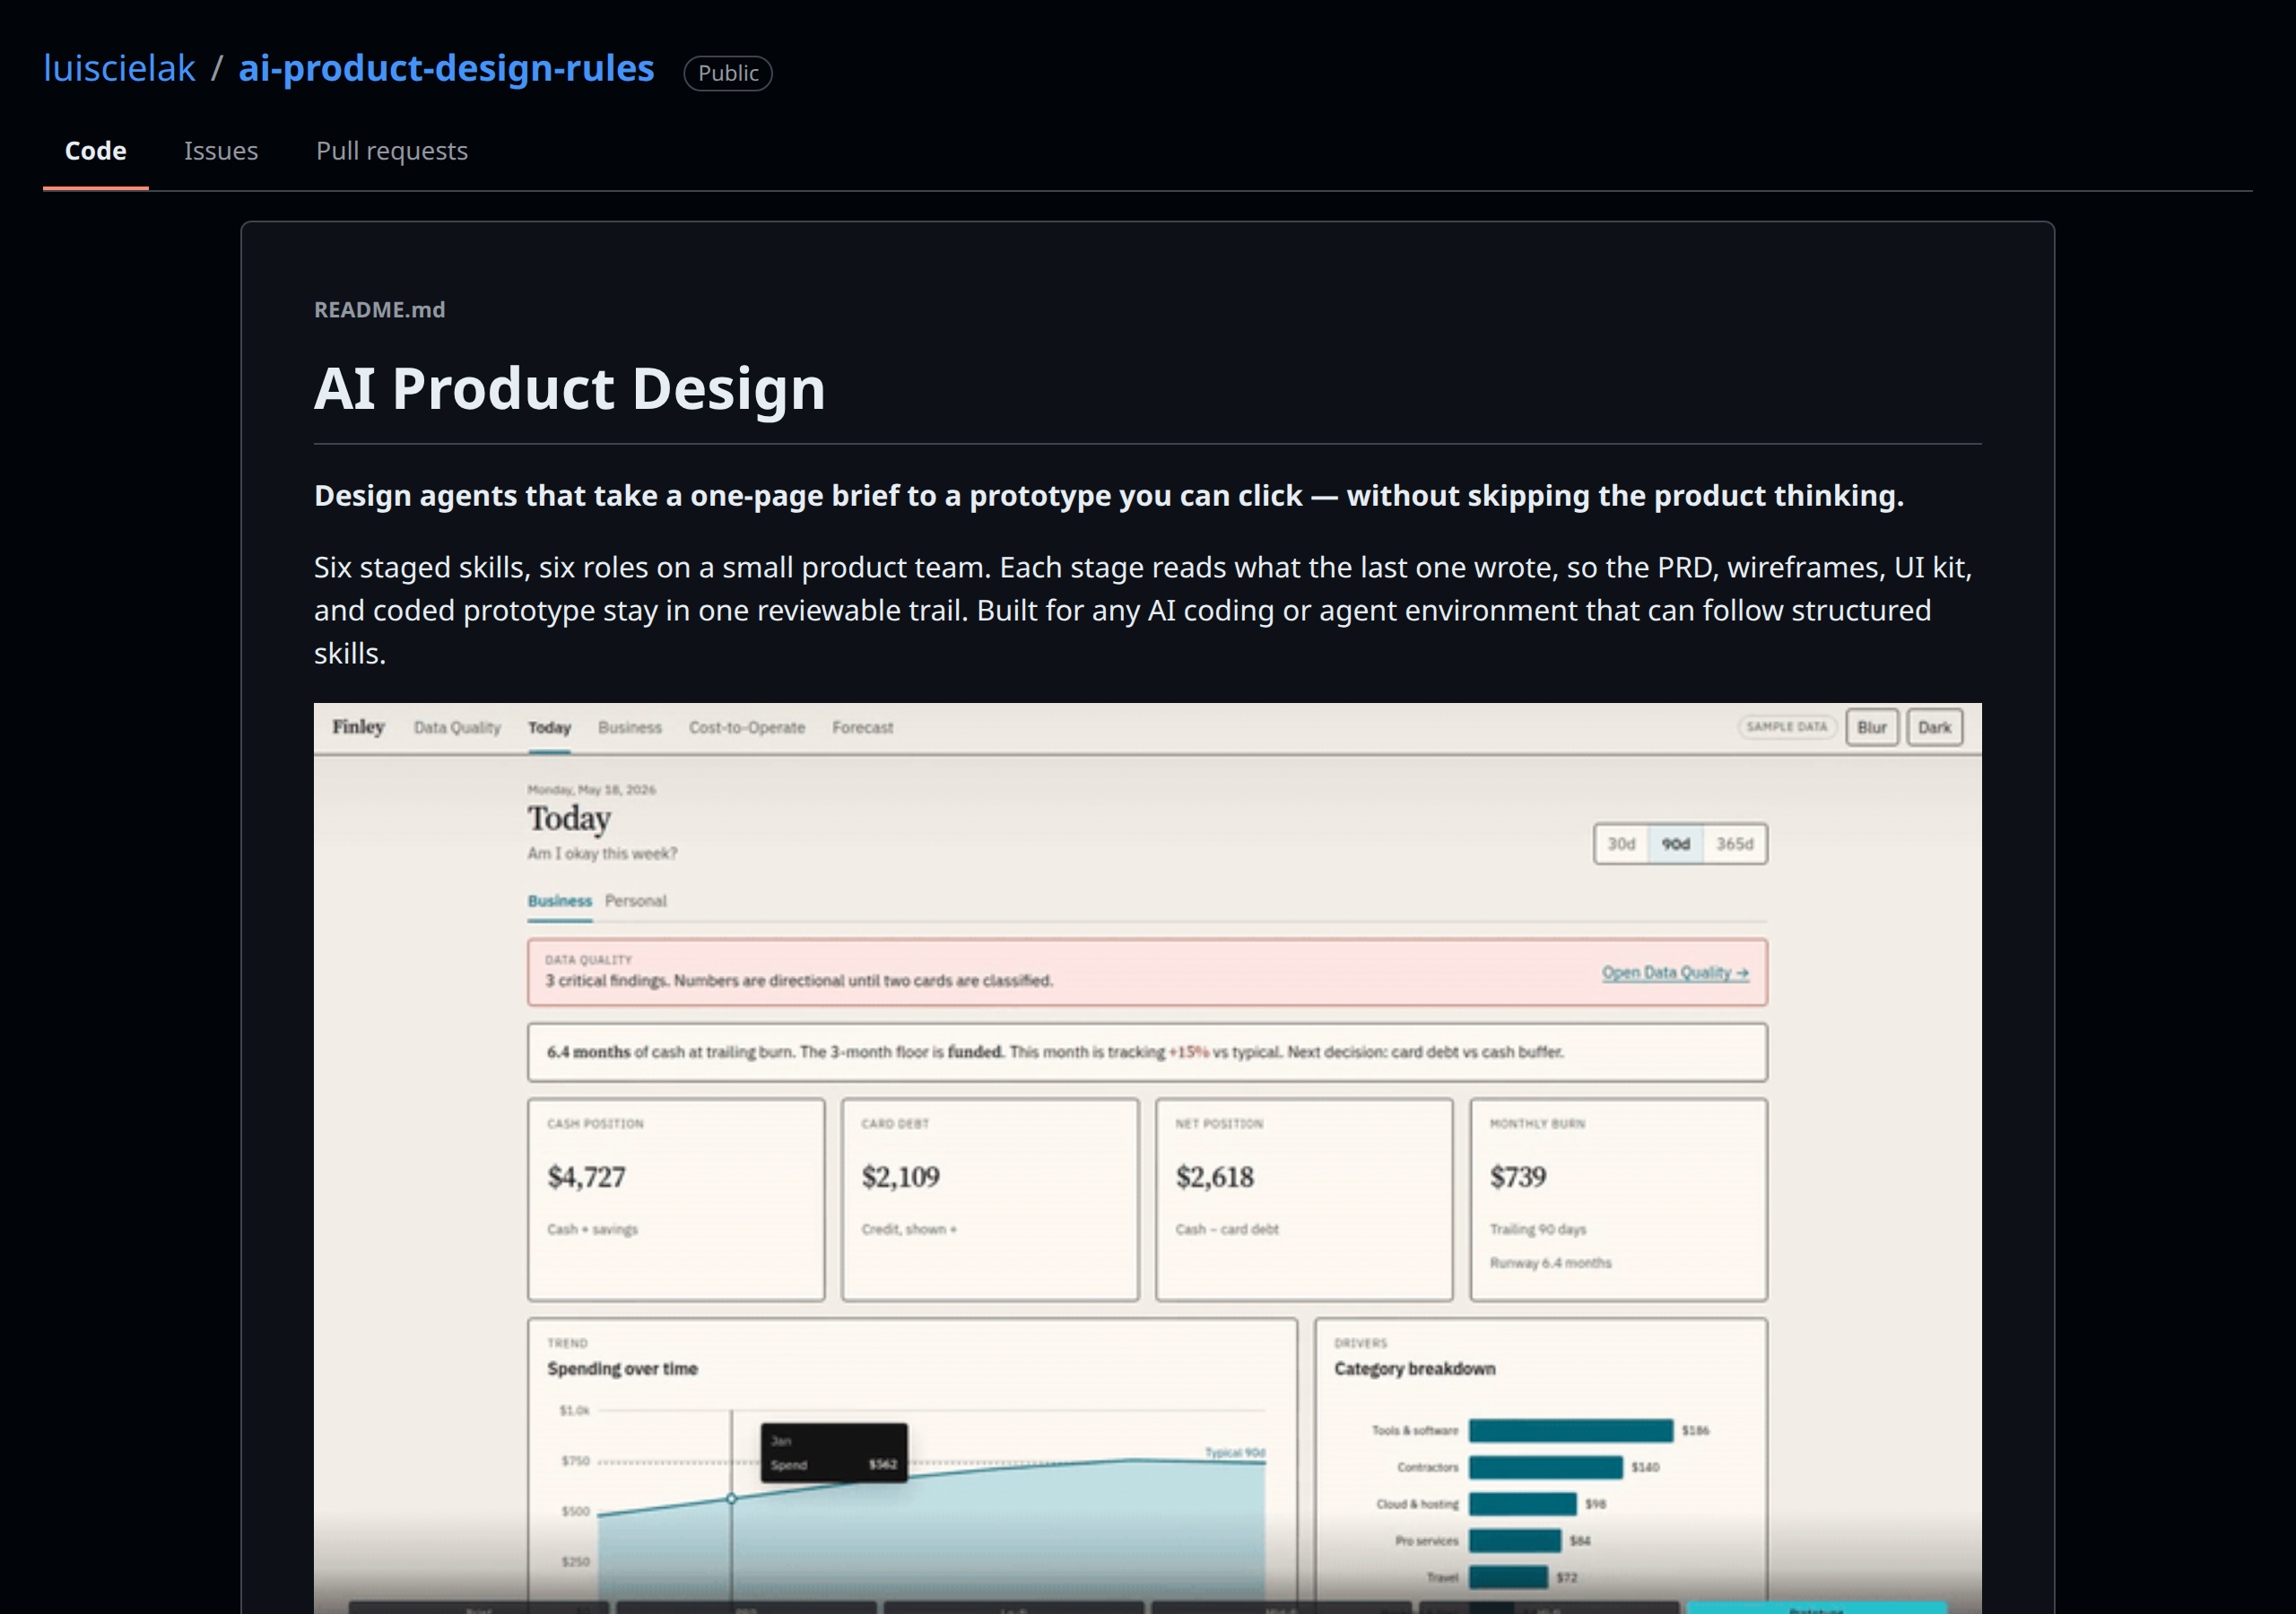 luiscielak / ai-product-design-rules Public
Code Issues Pull requests
README.md
AI Product Design
Design agents that take a one-page brief to a prototype you can click — without skipping the product thinking.
Six staged skills, six roles on a small product team. Each stage reads what the last one wrote, so the PRD, wireframes, UI kit,
and coded prototype stay in one reviewable trail. Built for any AI coding or agent environment that can follow structured
skills.
Finley Data Quality Today Business Cost-to-Operate Forecast SAMPLE DATA Blur Dark
Monday, May 18, 2026
Today
Am I okay this week?
30d 90d 365d
Business Personal
DATA QUALITY
3 critical findings. Numbers are directional until two cards are classified.
Open Data Quality →
6.4 months of cash at trailing burn. The 3-month floor is funded. This month is tracking +15% vs typical. Next decision: card debt vs cash buffer.
CASH POSITION
$4,727
Cash + savings
CARD DEBT
$2,109
Credit, shown +
NET POSITION
$2,618
Cash – card debt
MONTHLY BURN
$739
Trailing 90 days
Runway 6.4 months
TREND
Spending over time
$1.0k
$750
$500
$250
Jan
Spend $562
Typical 90d
DRIVERS
Category breakdown
Tools & software $186
Contractors $140
Cloud & hosting $98
Pro services $84
Travel $72